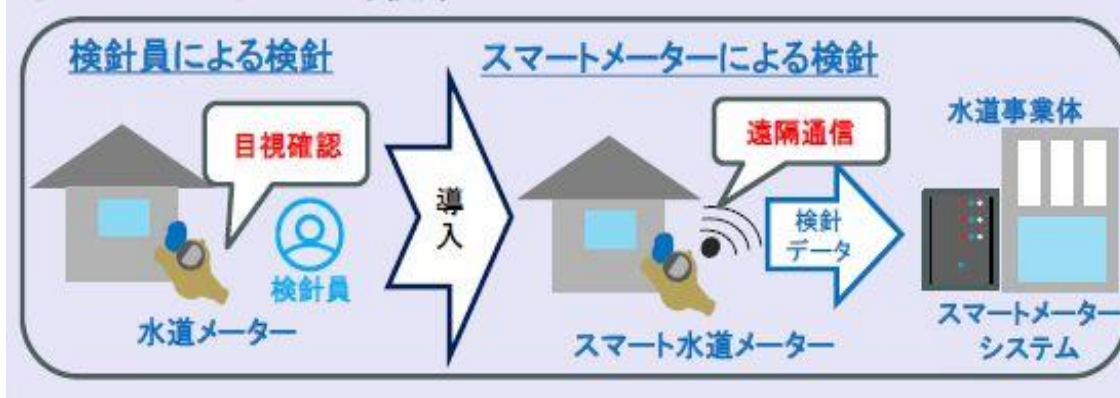 検針員による検針
目視確認
検針員
水道メーター
導入
スマートメーターによる検針
遠隔通信
検針
データ
スマート水道メーター
水道事業体
スマートメーター
システム